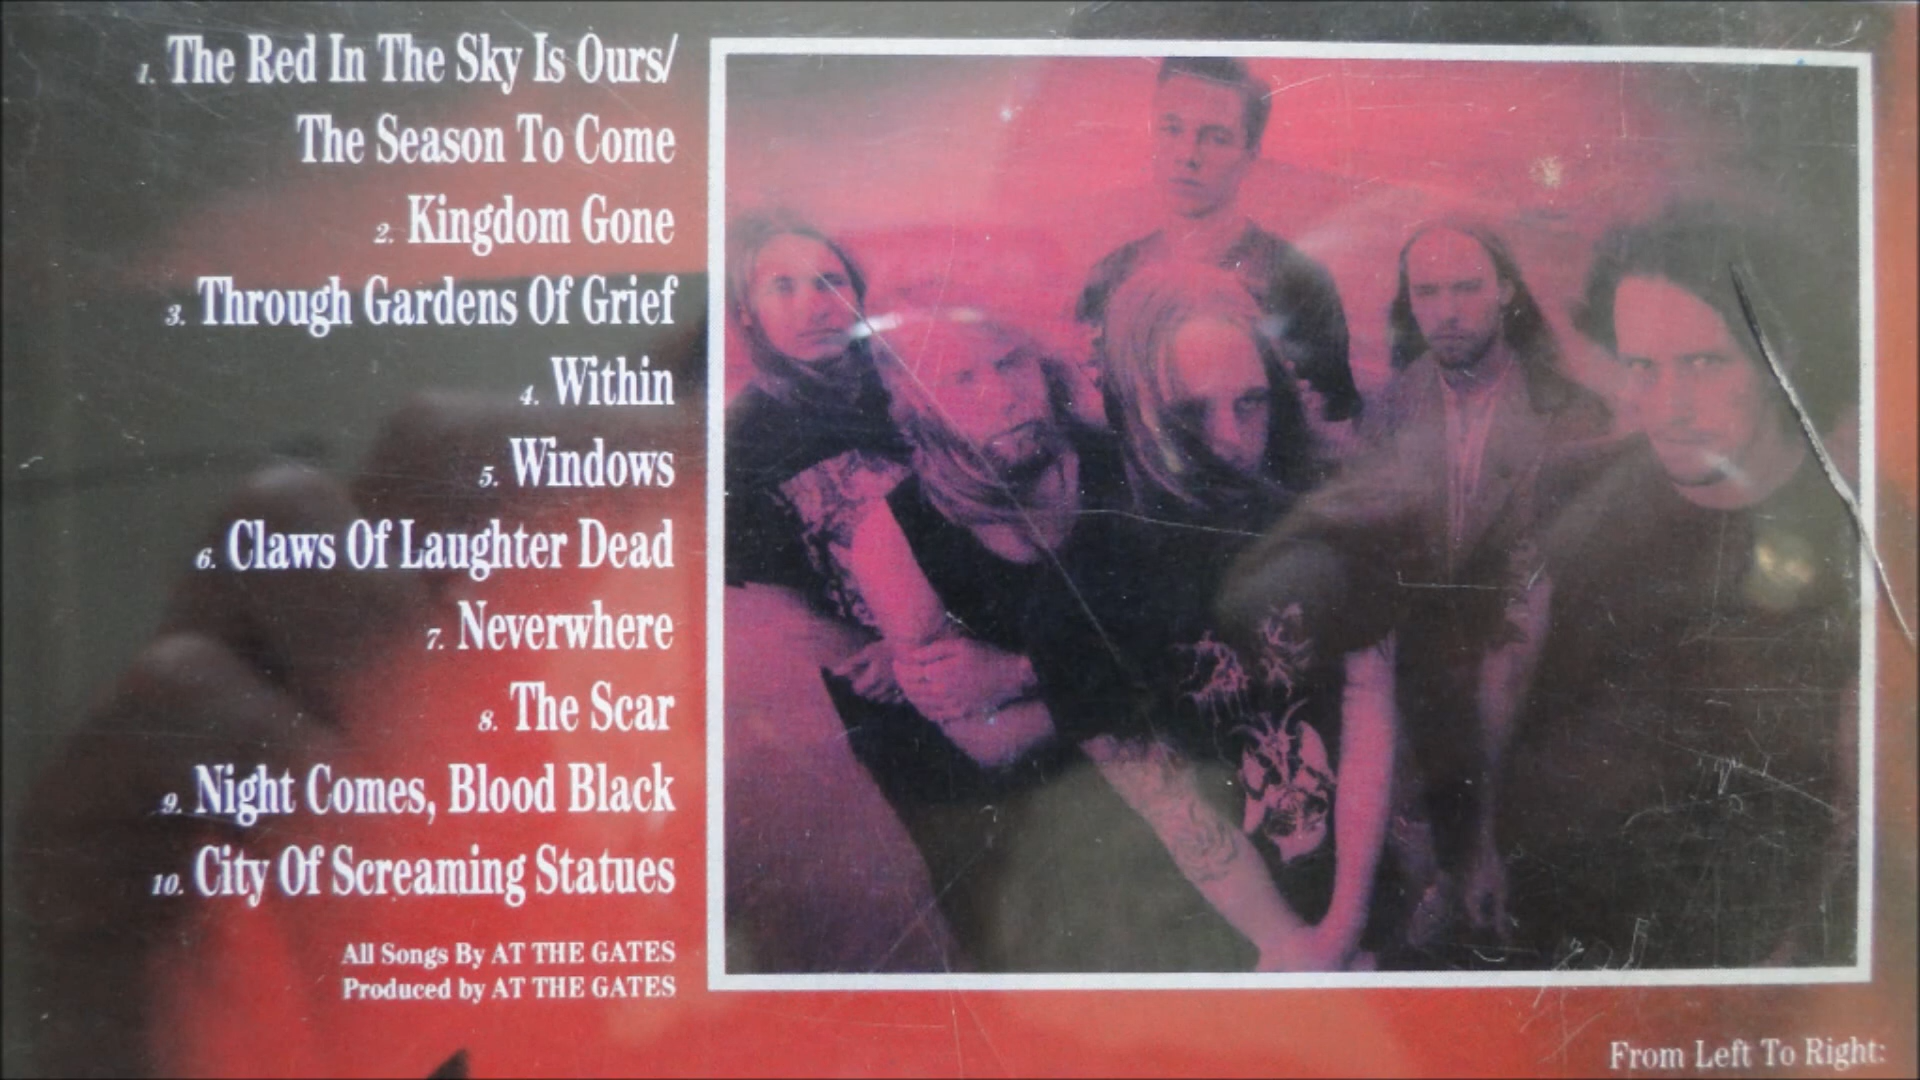 1. The Red In The Sky Is Ours/
The Season To Come
2. Kingdom Gone
3. Through Gardens Of Grief
4. Within
5. Windows
6. Claws Of Laughter Dead
7. Neverwhere
8. The Scar
9. Night Comes, Blood Black
10. City Of Screaming Statues
All Songs By AT THE GATES
Produced by AT THE GATES
From Left To Right: